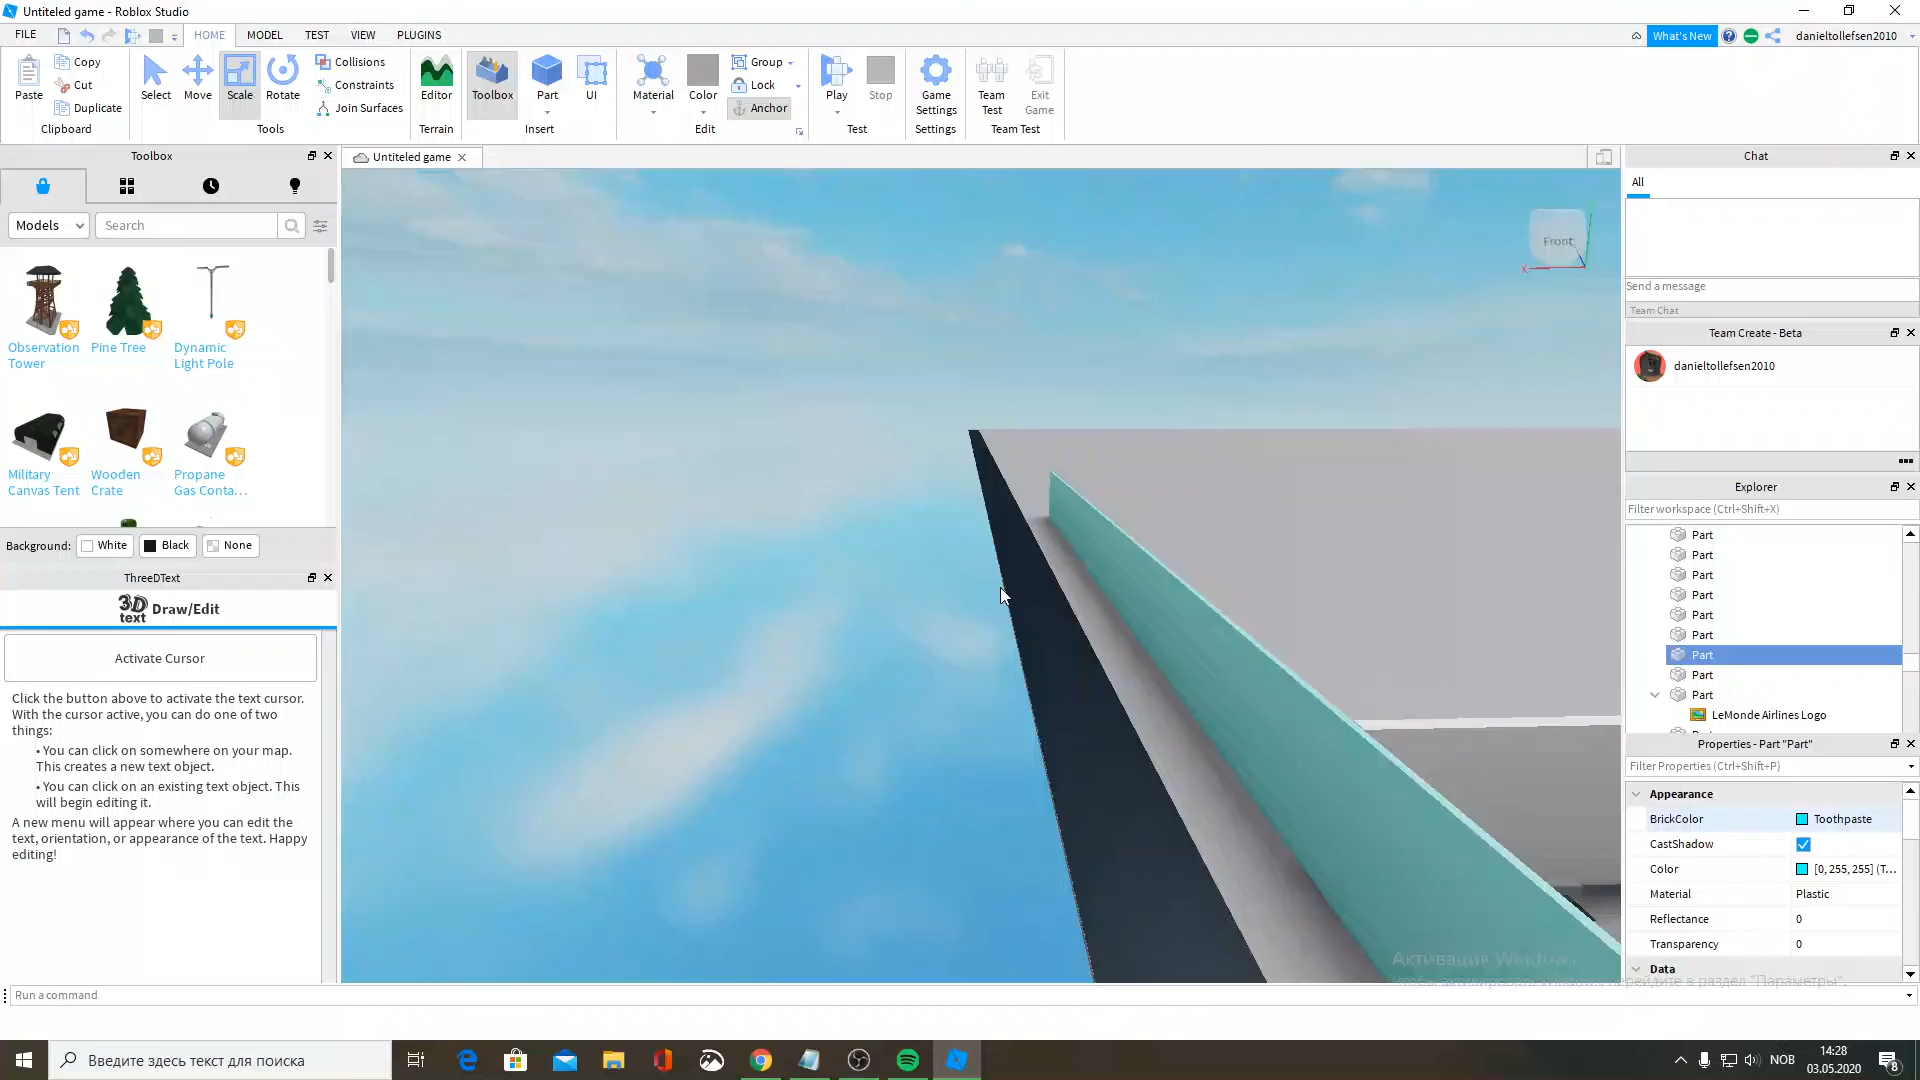 Untiteled game - Roblox Studio
FILE
HOME
MODEL
TEST
VIEW
PLUGINS
What's New
danieltollefsen2010
Paste
Copy
Cut
Duplicate
Clipboard
Select
Move
Scale
Rotate
Collisions
Constraints
Join Surfaces
Tools
Editor
Terrain
Toolbox
Part
UI
Insert
Material
Color
Group
Lock
Anchor
Edit
Play
Stop
Test
Game Settings
Settings
Team Test
Exit Game
Team Test
Toolbox
Models
Search
Observation Tower
Pine Tree
Dynamic Light Pole
Military Canvas Tent
Wooden Crate
Propane Gas Conta...
Background:
White
Black
None
ThreeDText
3D text
Draw/Edit
Activate Cursor
Click the button above to activate the text cursor.
With the cursor active, you can do one of two
things:
• You can click on somewhere on your map.
This creates a new text object.
• You can click on an existing text object. This
will begin editing it.
A new menu will appear where you can edit the
text, orientation, or appearance of the text. Happy
editing!
Untiteled game
Front
X
Chat
All
Send a message
Team Chat
Team Create - Beta
danieltollefsen2010
Explorer
Filter workspace (Ctrl+Shift+X)
Part
Part
Part
Part
Part
Part
Part
Part
Part
LeMonde Airlines Logo
Properties - Part "Part"
Filter Properties (Ctrl+Shift+P)
Appearance
BrickColor
Toothpaste
CastShadow
Color
[0, 255, 255] (T...
Material
Plastic
Reflectance
0
Transparency
0
Data
Активация Windows
перейдите в раздел "Параметры".
Run a command
Введите здесь текст для поиска
NOB
14:28
03.05.2020
8